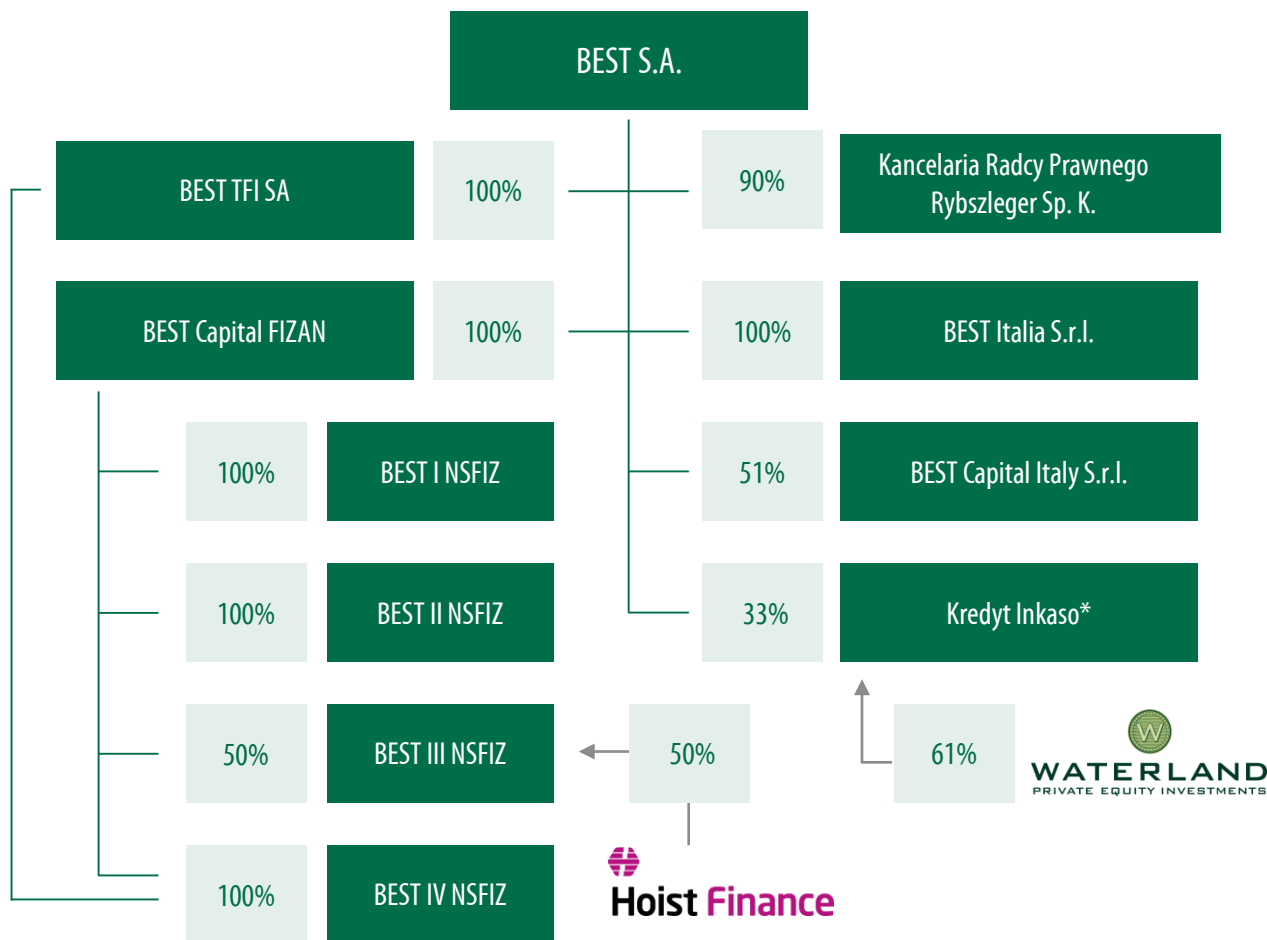 BEST S.A.
BEST TFI SA
100%
90%
Kancelaria Radcy Prawnego
Rybszleger Sp. K.
BEST Capital FIZAN
100%
100%
BEST Italia S.r.l.
100%
BEST I NSFIZ
51%
BEST Capital Italy S.r.l.
100%
BEST II NSFIZ
33%
Kredyt Inkaso*
50%
BEST III NSFIZ
50%
61%
W
WATERLAND
PRIVATE EQUITY INVESTMENTS
100%
BEST IV NSFIZ
Hoist Finance